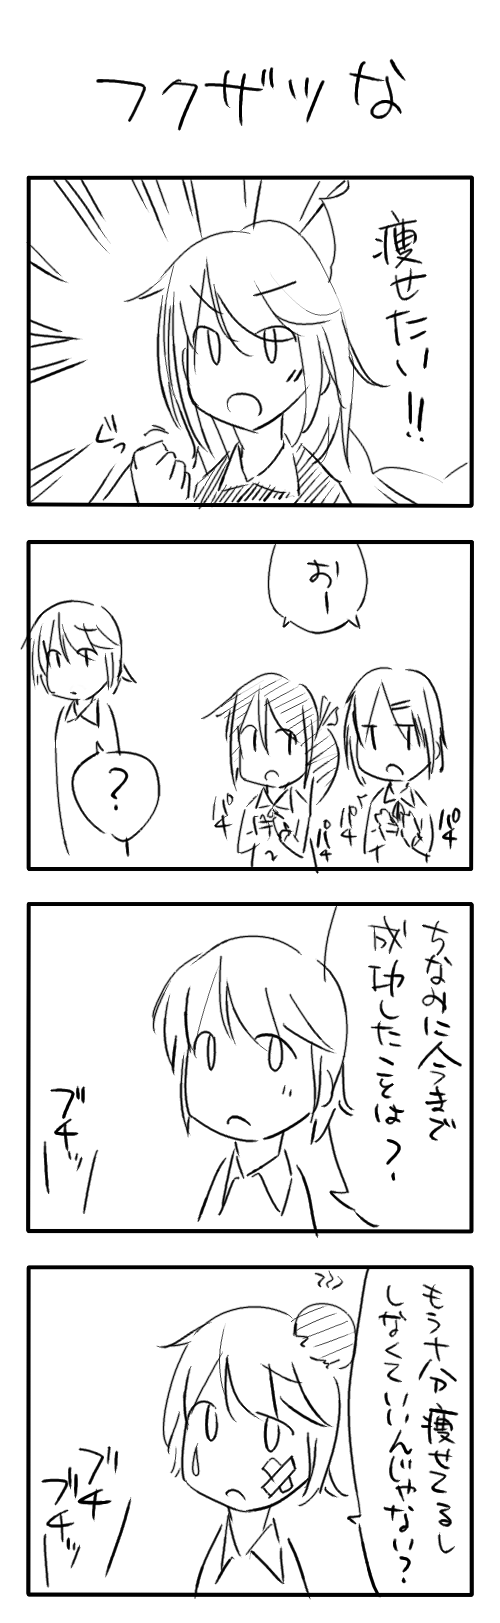 フクザツな
痩せたい!!
ぐっ
おー
?
パチ
パチ
パチ
パチ
ちなみに今まで
成功したことは?
ブチッ
もう十分痩せてるし
しなくていいんじゃない?
ブチ
ブチッ